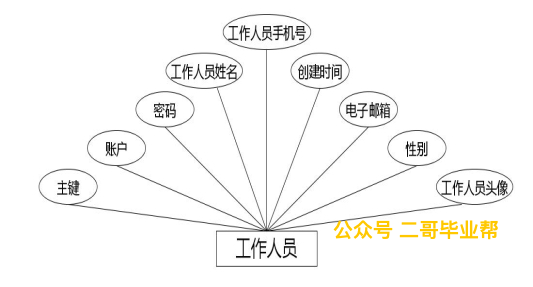 工作人员手机号
工作人员姓名
创建时间
密码
电子邮箱
账户
性别
主键
工作人员头像
公众号 二哥毕业帮
工作人员